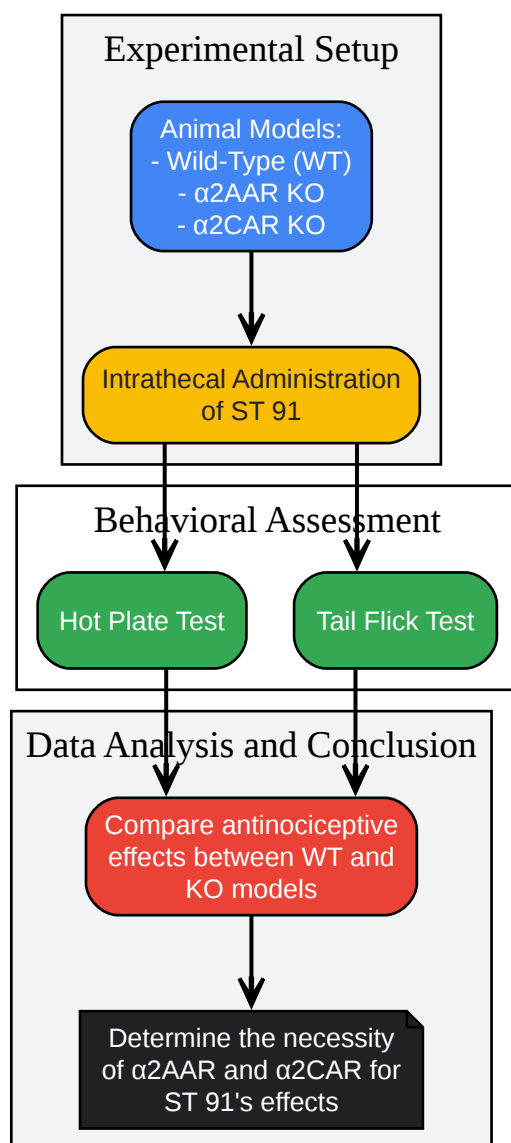 Experimental Setup
Animal Models:
- Wild-Type (WT)
- α2AAR KO
- α2CAR KO
Intrathecal Administration
of ST 91
Behavioral Assessment
Hot Plate Test
Tail Flick Test
Data Analysis and Conclusion
Compare antinociceptive
effects between WT and
KO models
Determine the necessity
of α2AAR and α2CAR for
ST 91's effects